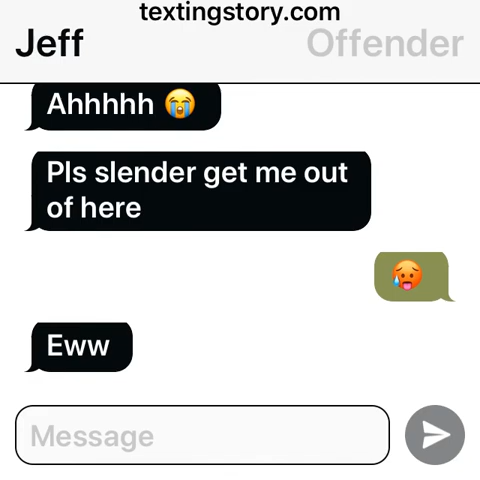 textingstory.com
Jeff
Offender
Ahhhhh 😭
Pls slender get me out
of here
🥵
Eww
Message